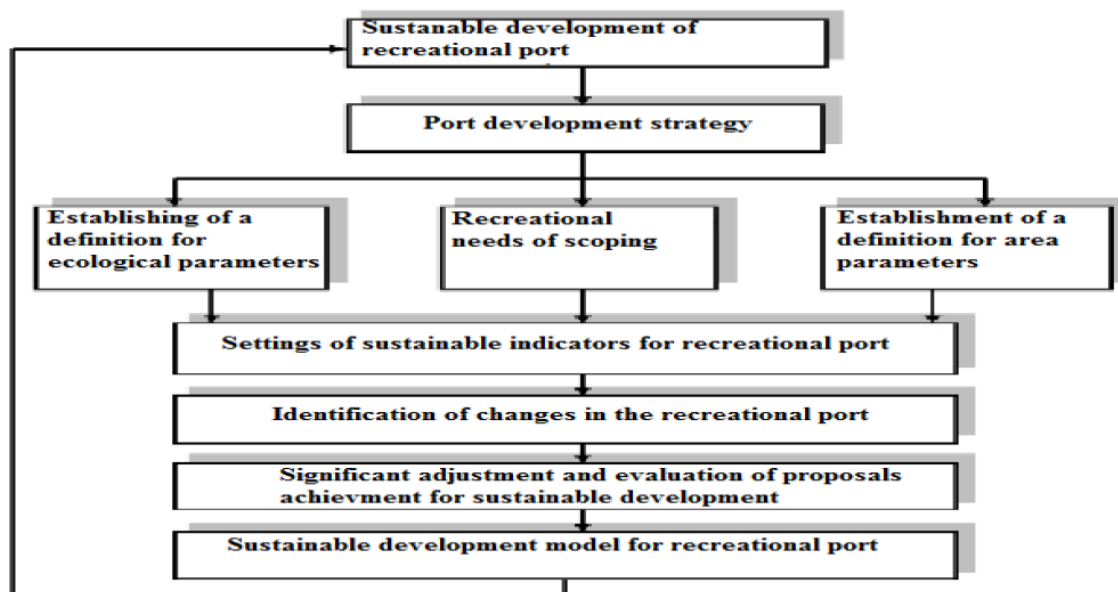 Sustanable development of
recreational port
Port development strategy
Establishing of a
definition for
ecological parameters
Recreational
needs of scoping
Establishment of a
definition for area
parameters
Settings of sustainable indicators for recreational port
Identification of changes in the recreational port
Significant adjustment and evaluation of proposals
achievment for sustainable development
Sustainable development model for recreational port